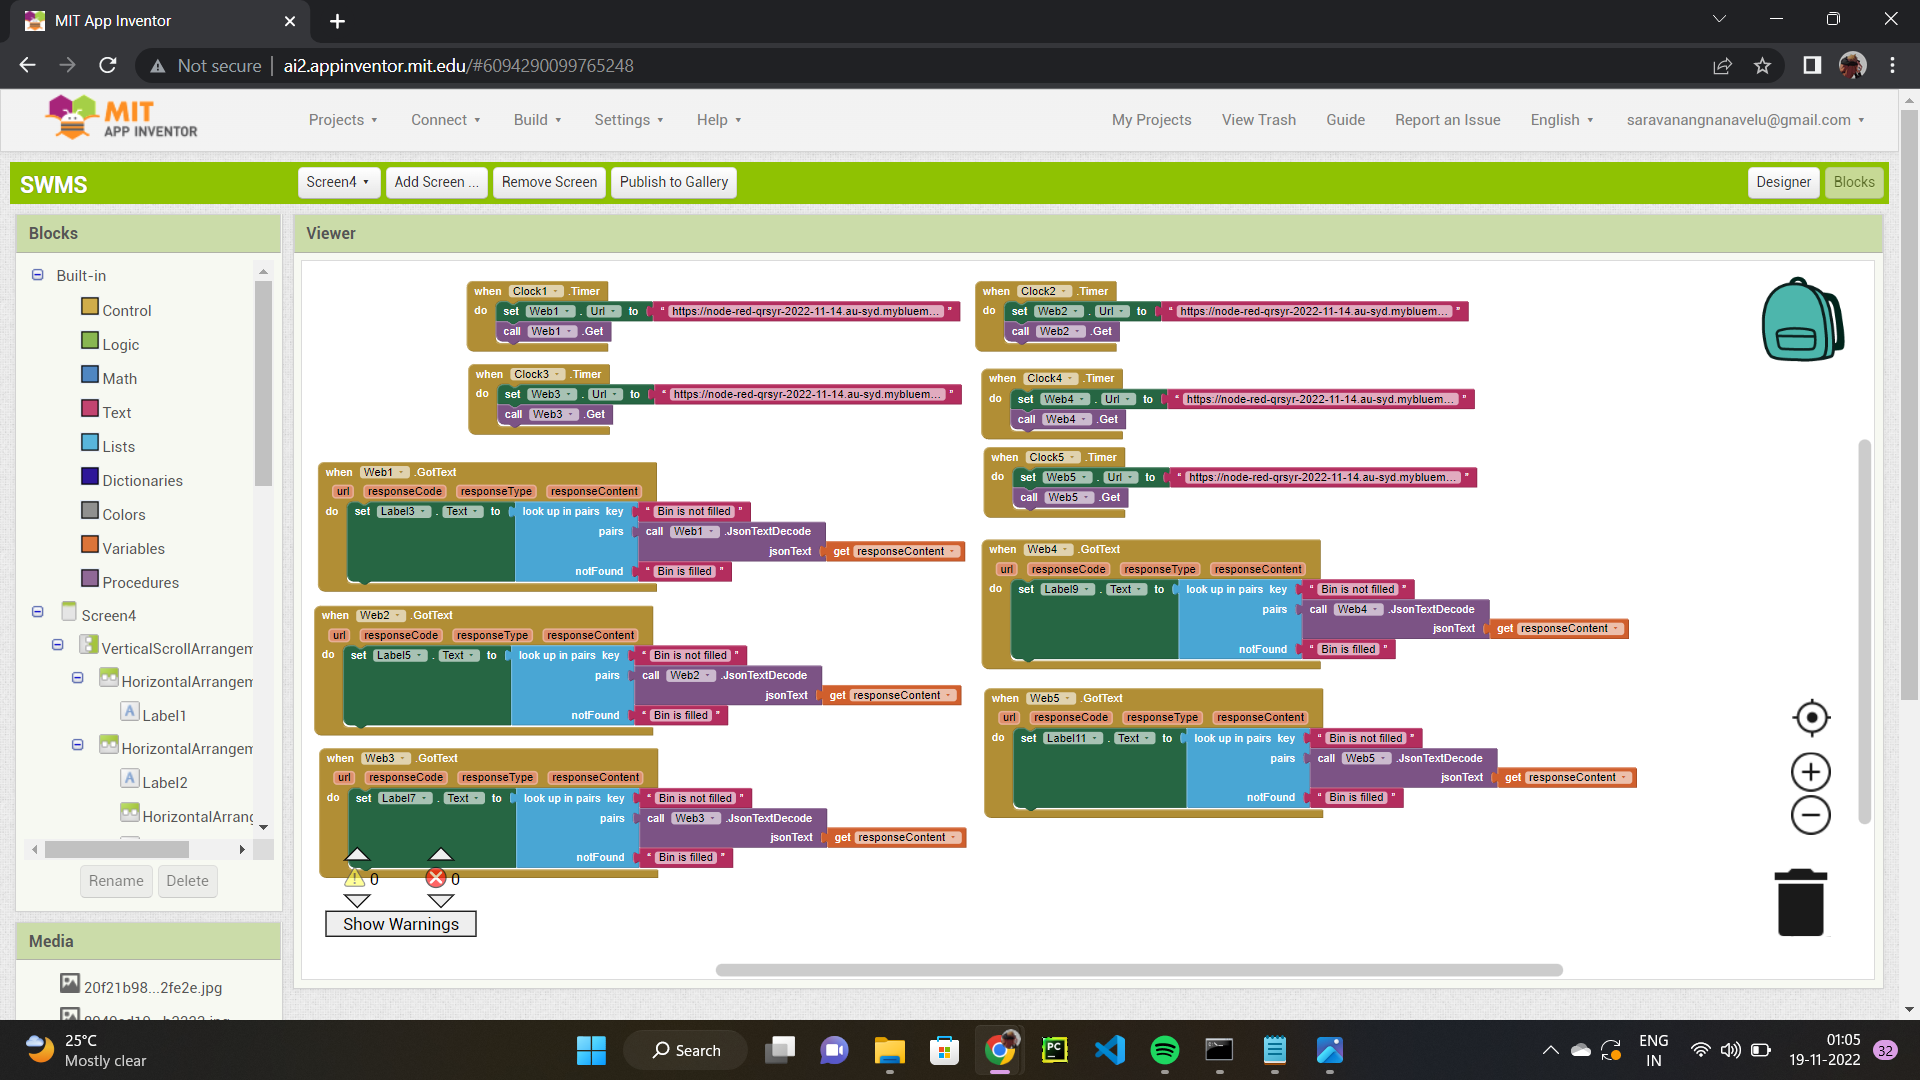 MIT App Inventor
Not secure
ai2.appinventor.mit.edu/#6094290099765248
MIT
APP INVENTOR
Projects Connect Build Settings Help My Projects View Trash Guide Report an Issue English saravanangnanavelu@gmail.com
SWMS Screen4 Add Screen ... Remove Screen Publish to Gallery Designer Blocks
Blocks
Built-in
Control
Logic
Math
Text
Lists
Dictionaries
Colors
Variables
Procedures
Screen4
VerticalScrollArrangem
HorizontalArrangem
Label1
HorizontalArrangem
Label2
HorizontalArrang
Rename Delete
Media
20f21b98...2fe2e.jpg
Viewer
when Clock1 .Timer
do set Web1 . Url to " https://node-red-qrsyr-2022-11-14.au-syd.mybluem... "
call Web1 .Get
when Clock2 .Timer
do set Web2 . Url to " https://node-red-qrsyr-2022-11-14.au-syd.mybluem... "
call Web2 .Get
when Clock3 .Timer
do set Web3 . Url to " https://node-red-qrsyr-2022-11-14.au-syd.mybluem... "
call Web3 .Get
when Clock4 .Timer
do set Web4 . Url to " https://node-red-qrsyr-2022-11-14.au-syd.mybluem... "
call Web4 .Get
when Clock5 .Timer
do set Web5 . Url to " https://node-red-qrsyr-2022-11-14.au-syd.mybluem... "
call Web5 .Get
when Web1 .GotText
url responseCode responseType responseContent
do set Label3 . Text to look up in pairs key " Bin is not filled "
pairs call Web1 .JsonTextDecode
jsonText get responseContent
notFound " Bin is filled "
when Web2 .GotText
url responseCode responseType responseContent
do set Label5 . Text to look up in pairs key " Bin is not filled "
pairs call Web2 .JsonTextDecode
jsonText get responseContent
notFound " Bin is filled "
when Web3 .GotText
url responseCode responseType responseContent
do set Label7 . Text to look up in pairs key " Bin is not filled "
pairs call Web3 .JsonTextDecode
jsonText get responseContent
notFound " Bin is filled "
when Web4 .GotText
url responseCode responseType responseContent
do set Label9 . Text to look up in pairs key " Bin is not filled "
pairs call Web4 .JsonTextDecode
jsonText get responseContent
notFound " Bin is filled "
when Web5 .GotText
url responseCode responseType responseContent
do set Label11 . Text to look up in pairs key " Bin is not filled "
pairs call Web5 .JsonTextDecode
jsonText get responseContent
notFound " Bin is filled "
0 0
Show Warnings
25°C
Mostly clear
Search
PC
ENG
IN
01:05
19-11-2022
32